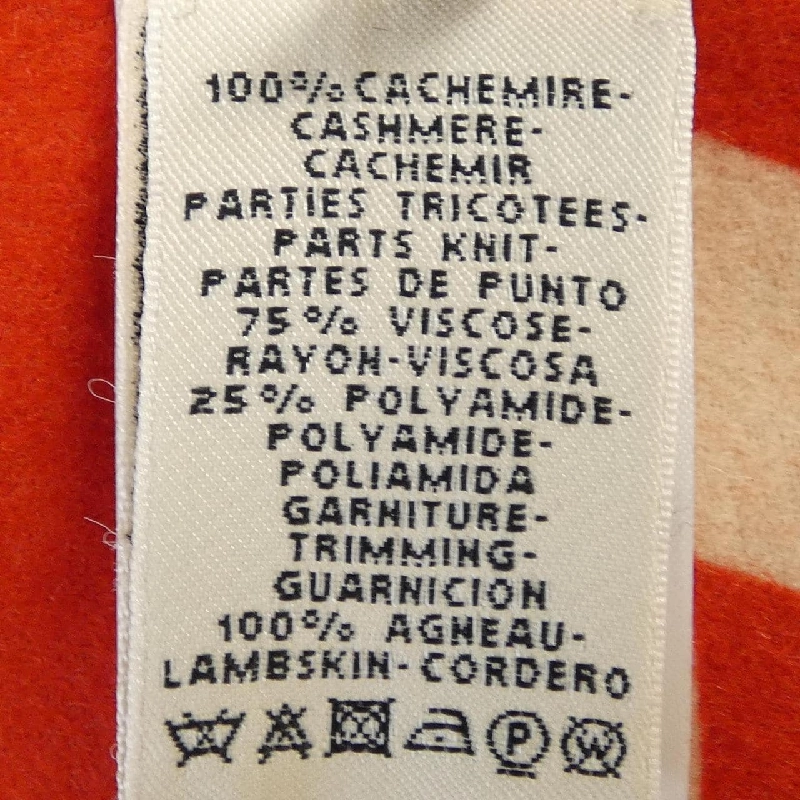 100% CACHEMIRE-
CASHMERE-
CACHEMIR
PARTIES TRICOTEES-
PARTS KNIT-
PARTES DE PUNTO
75% VISCOSE-
RAYON-VISCOSA
25% POLYAMIDE-
POLYAMIDE-
POLIAMIDA
GARNITURE-
TRIMMING-
GUARNICION
100% AGNEAU-
LAMBSKIN-CORDERO
P W